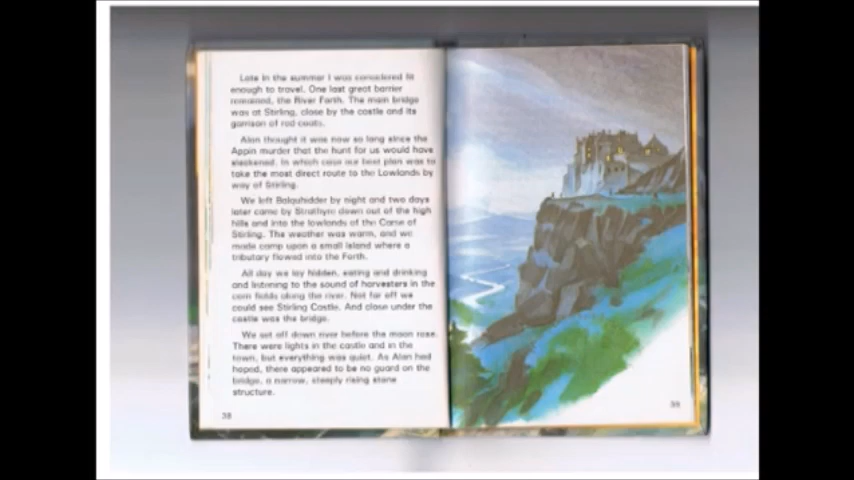 Late in the summer I was considered fit
enough to travel. One last great barrier
remained, the River Forth. The main bridge
was at Stirling, close by the castle and its
garrison of red coats.
Alan thought it was now so long since the
Appin murder that the hunt for us would have
slackened. In which case our best plan was to
take the most direct route to the Lowlands by
way of Stirling.
We left Balquhidder by night and two days
later came by Strathyre down out of the high
hills and into the lowlands of the Carse of
Stirling. The weather was warm, and we
made camp upon a small island where a
tributary flowed into the Forth.
All day we lay hidden, eating and drinking
and listening to the sound of harvesters in the
corn fields along the river. Not far off we
could see Stirling Castle. And close under the
castle was the bridge.
We set off down river before the moon rose.
There were lights in the castle and in the
town, but everything was quiet. As Alan had
hoped, there appeared to be no guard on the
bridge, a narrow, steeply rising stone
structure.
38
39